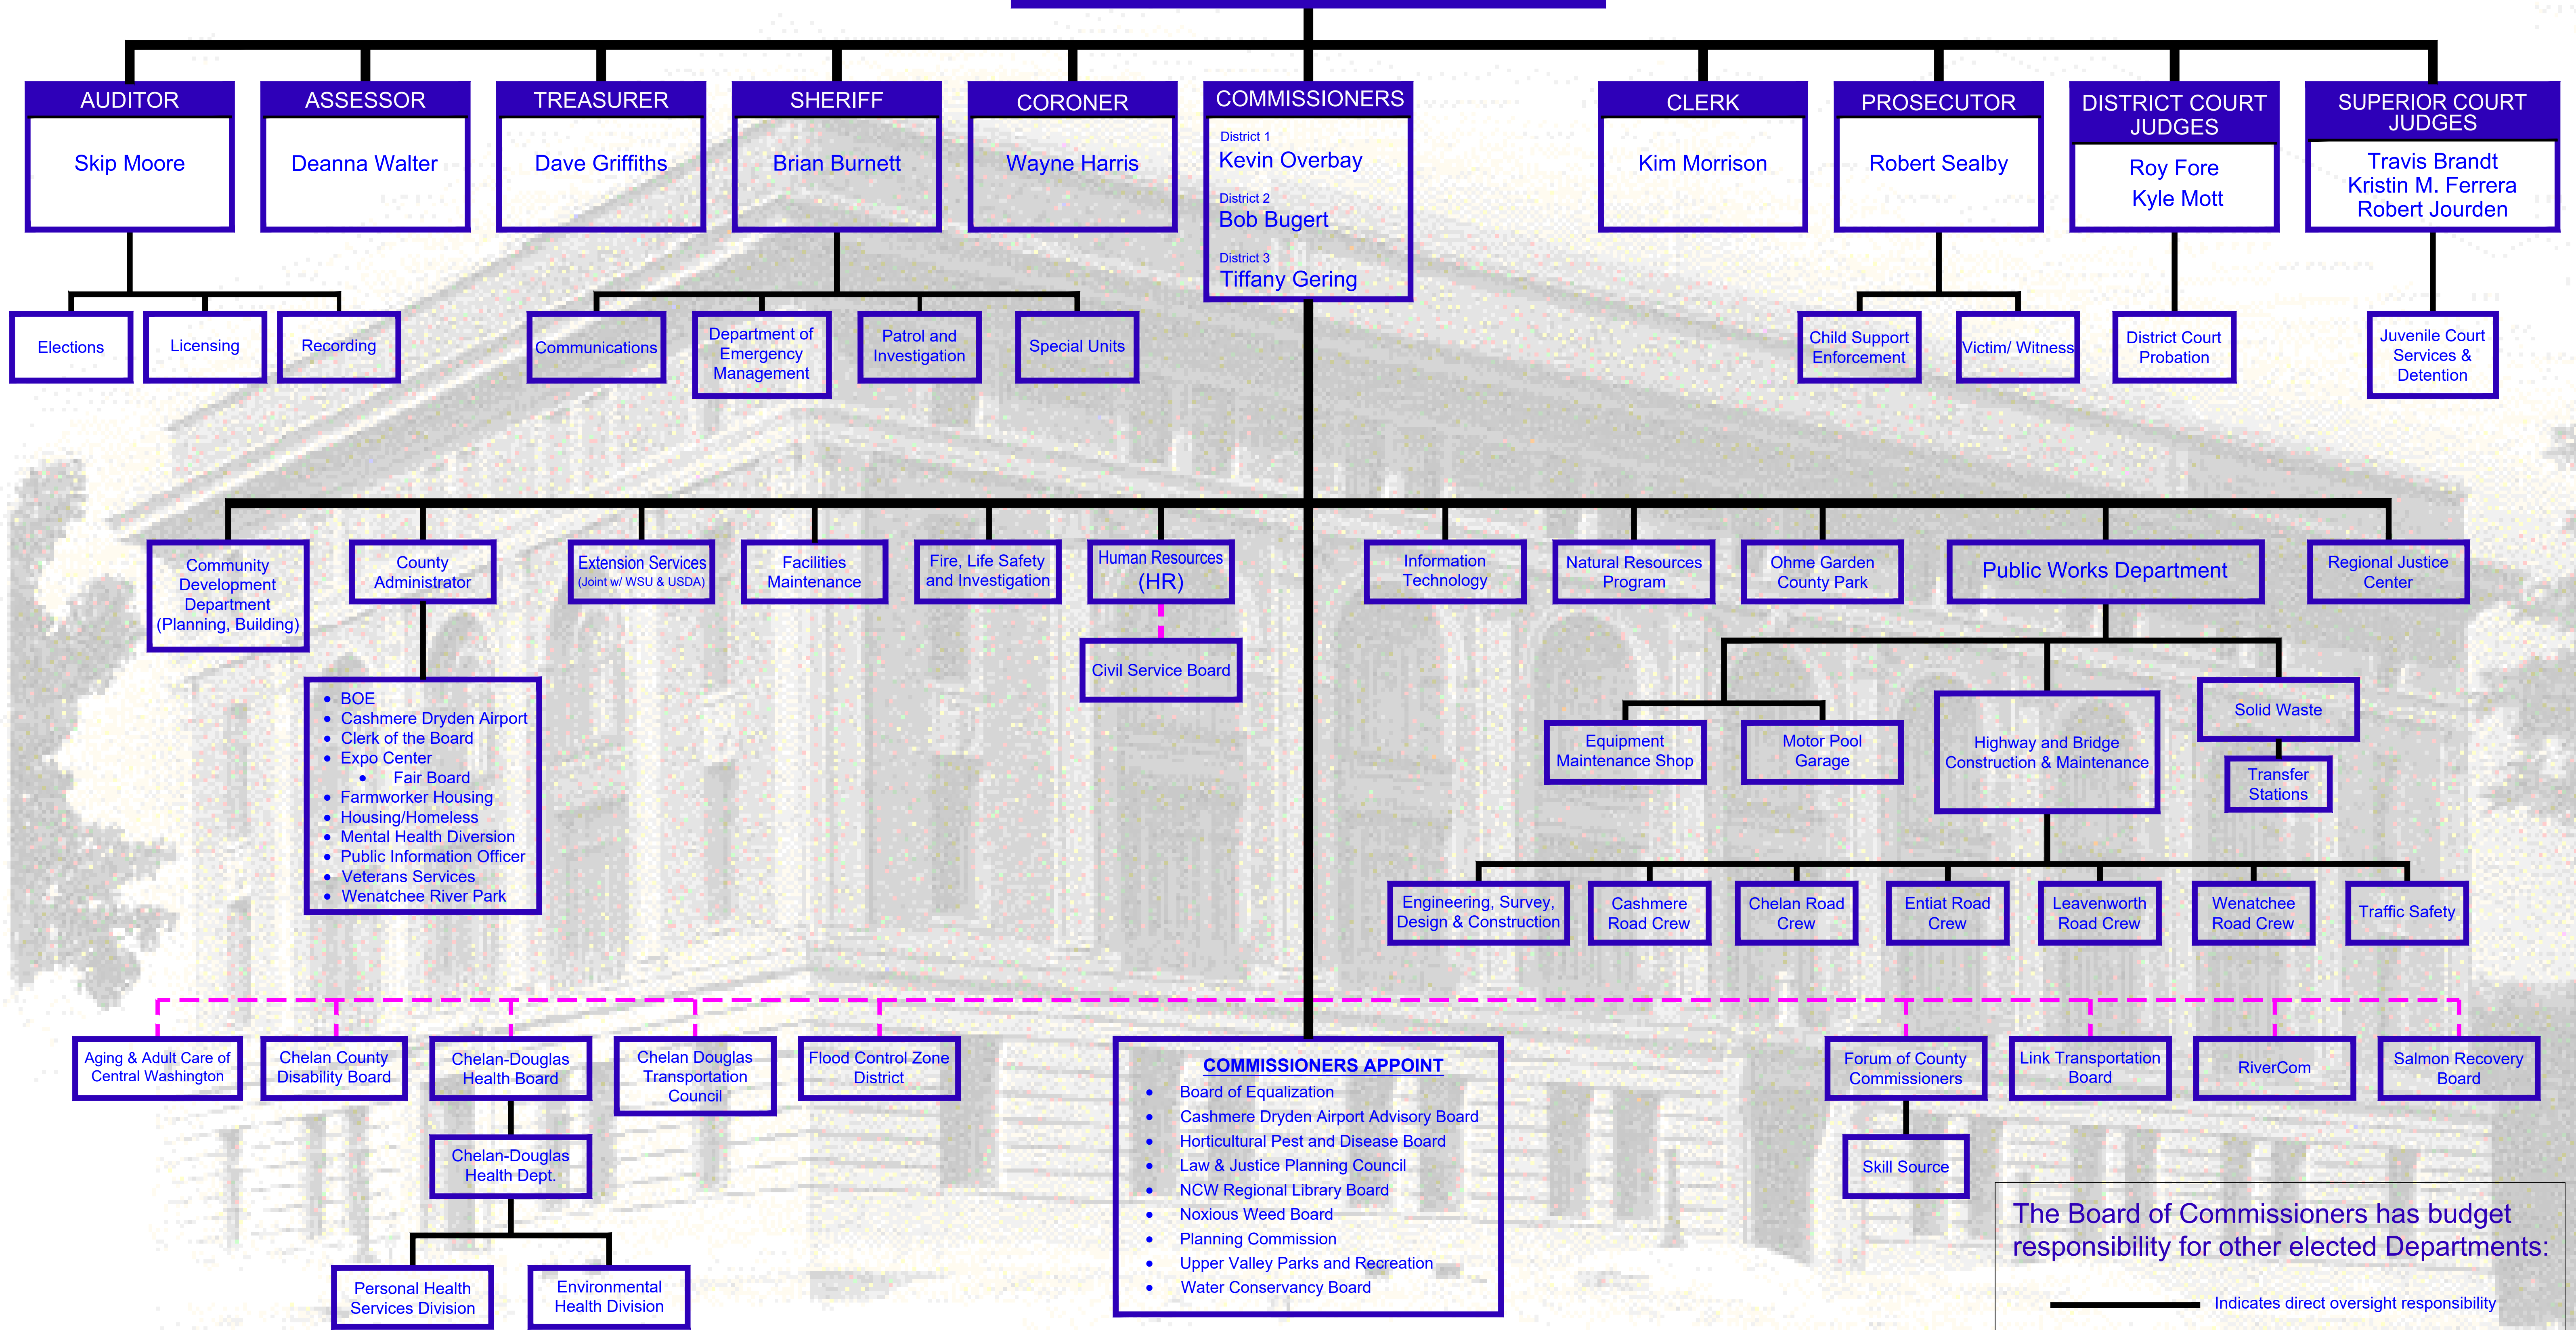 AUDITOR
Skip Moore
ASSESSOR
Deanna Walter
TREASURER
Dave Griffiths
SHERIFF
Brian Burnett
CORONER
Wayne Harris
COMMISSIONERS
District 1
Kevin Overbay
District 2
Bob Bugert
District 3
Tiffany Gering
CLERK
Kim Morrison
PROSECUTOR
Robert Sealby
DISTRICT COURT
JUDGES
Roy Fore
Kyle Mott
SUPERIOR COURT
JUDGES
Travis Brandt
Kristin M. Ferrera
Robert Jourden
Elections
Licensing
Recording
Communications
Department of
Emergency
Management
Patrol and
Investigation
Special Units
Child Support
Enforcement
Victim/ Witness
District Court
Probation
Juvenile Court
Services &
Detention
Community
Development
Department
(Planning, Building)
County
Administrator
Extension Services
(Joint w/ WSU & USDA)
Facilities
Maintenance
Fire, Life Safety
and Investigation
Human Resources
(HR)
Information
Technology
Natural Resources
Program
Ohme Garden
County Park
Public Works Department
Regional Justice
Center
Civil Service Board
• BOE
• Cashmere Dryden Airport
• Clerk of the Board
• Expo Center
• Fair Board
• Farmworker Housing
• Housing/Homeless
• Mental Health Diversion
• Public Information Officer
• Veterans Services
• Wenatchee River Park
Equipment
Maintenance Shop
Motor Pool
Garage
Highway and Bridge
Construction & Maintenance
Solid Waste
Transfer
Stations
Engineering, Survey,
Design & Construction
Cashmere
Road Crew
Chelan Road
Crew
Entiat Road
Crew
Leavenworth
Road Crew
Wenatchee
Road Crew
Traffic Safety
Aging & Adult Care of
Central Washington
Chelan County
Disability Board
Chelan-Douglas
Health Board
Chelan Douglas
Transportation
Council
Flood Control Zone
District
COMMISSIONERS APPOINT
• Board of Equalization
• Cashmere Dryden Airport Advisory Board
• Horticultural Pest and Disease Board
• Law & Justice Planning Council
• NCW Regional Library Board
• Noxious Weed Board
• Planning Commission
• Upper Valley Parks and Recreation
• Water Conservancy Board
Forum of County
Commissioners
Link Transportation
Board
RiverCom
Salmon Recovery
Board
Chelan-Douglas
Health Dept.
Skill Source
Personal Health
Services Division
Environmental
Health Division
The Board of Commissioners has budget
responsibility for other elected Departments:
Indicates direct oversight responsibility